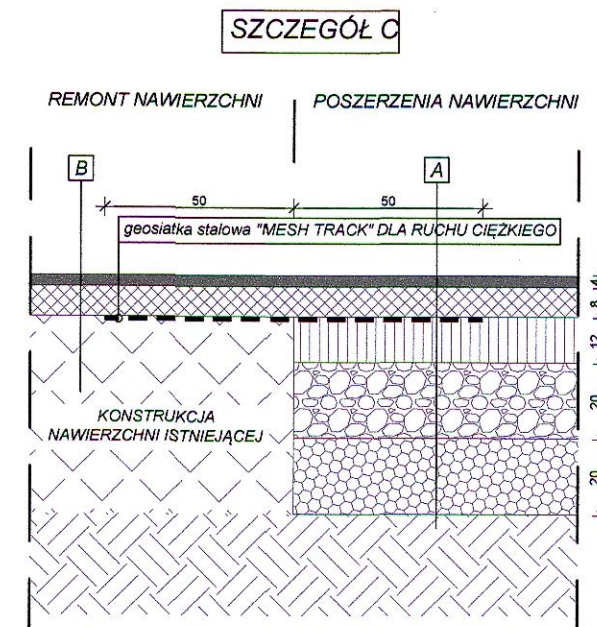 SZCZEGÓŁ C
REMONT NAWIERZCHNI
POSZERZENIA NAWIERZCHNI
B
A
50
50
geosiatka stalowa "MESH TRACK" DLA RUCHU CIĘŻKIEGO
4
8
12
20
20
KONSTRUKCJA
NAWIERZCHNI ISTNIEJĄCEJ